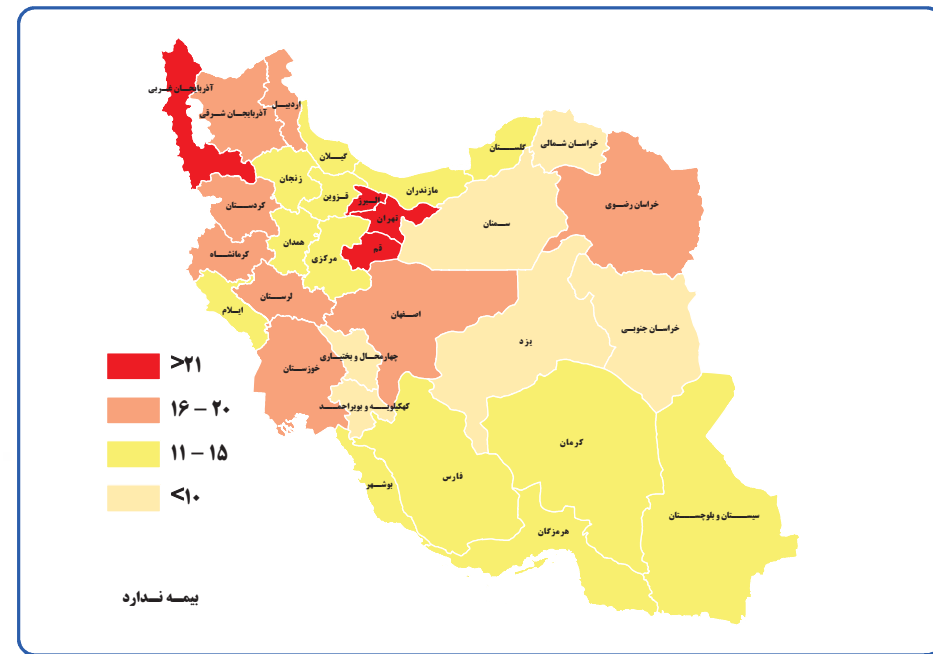 آذربایجان غربی
اردبیل
آذربایجان شرقی
گیلان
گلستان
خراسان شمالی
زنجان
مازندران
قزوین
البرز
کردستان
خراسان رضوی
تهران
سمنان
همدان
قم
کرمانشاه
مرکزی
لرستان
ایلام
اصفهان
خراسان جنوبی
یزد
چهارمحال و بختیاری
خوزستان
کهکیلویه و بویراحمد
کرمان
فارس
بوشهر
سیستان و بلوچستان
هرمزگان
>۲۱
۱۶ – ۲۰
۱۱ – ۱۵
<۱۰
بیمه ندارد